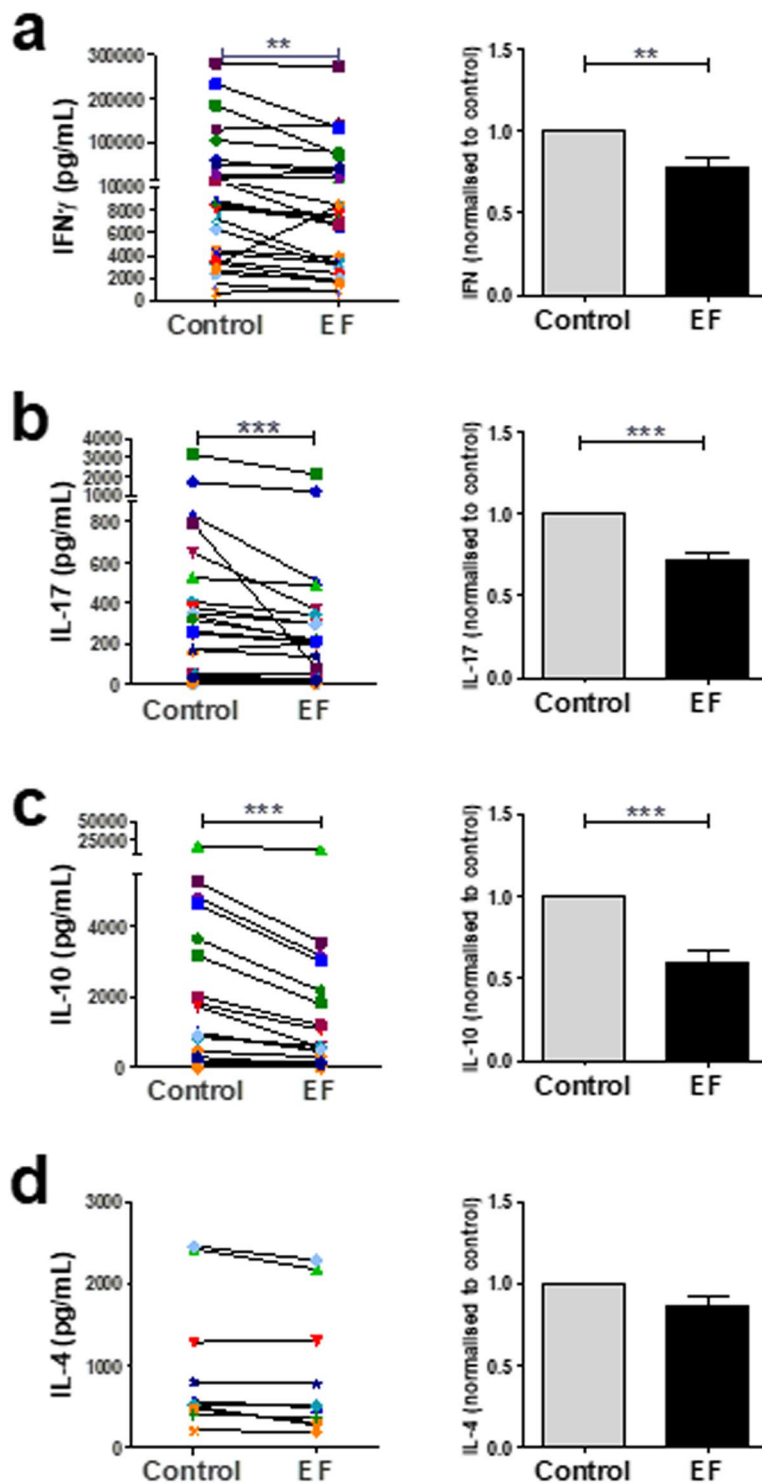 a
**
300000
200000
100000
10000
8000
6000
4000
2000
0
IFNγ (pg/mL)
Control EF
**
1.5
1.0
0.5
0.0
IFN (normalised to control)
Control EF
b
***
4000
3000
2000
1000
800
600
400
200
0
IL-17 (pg/mL)
Control EF
***
1.5
1.0
0.5
0.0
IL-17 (normalised to control)
Control EF
c
***
50000
25000
4000
2000
0
IL-10 (pg/mL)
Control EF
***
1.5
1.0
0.5
0.0
IL-10 (normalised to control)
Control EF
d
3000
2000
1000
0
IL-4 (pg/mL)
Control EF
1.5
1.0
0.5
0.0
IL-4 (normalised to control)
Control EF